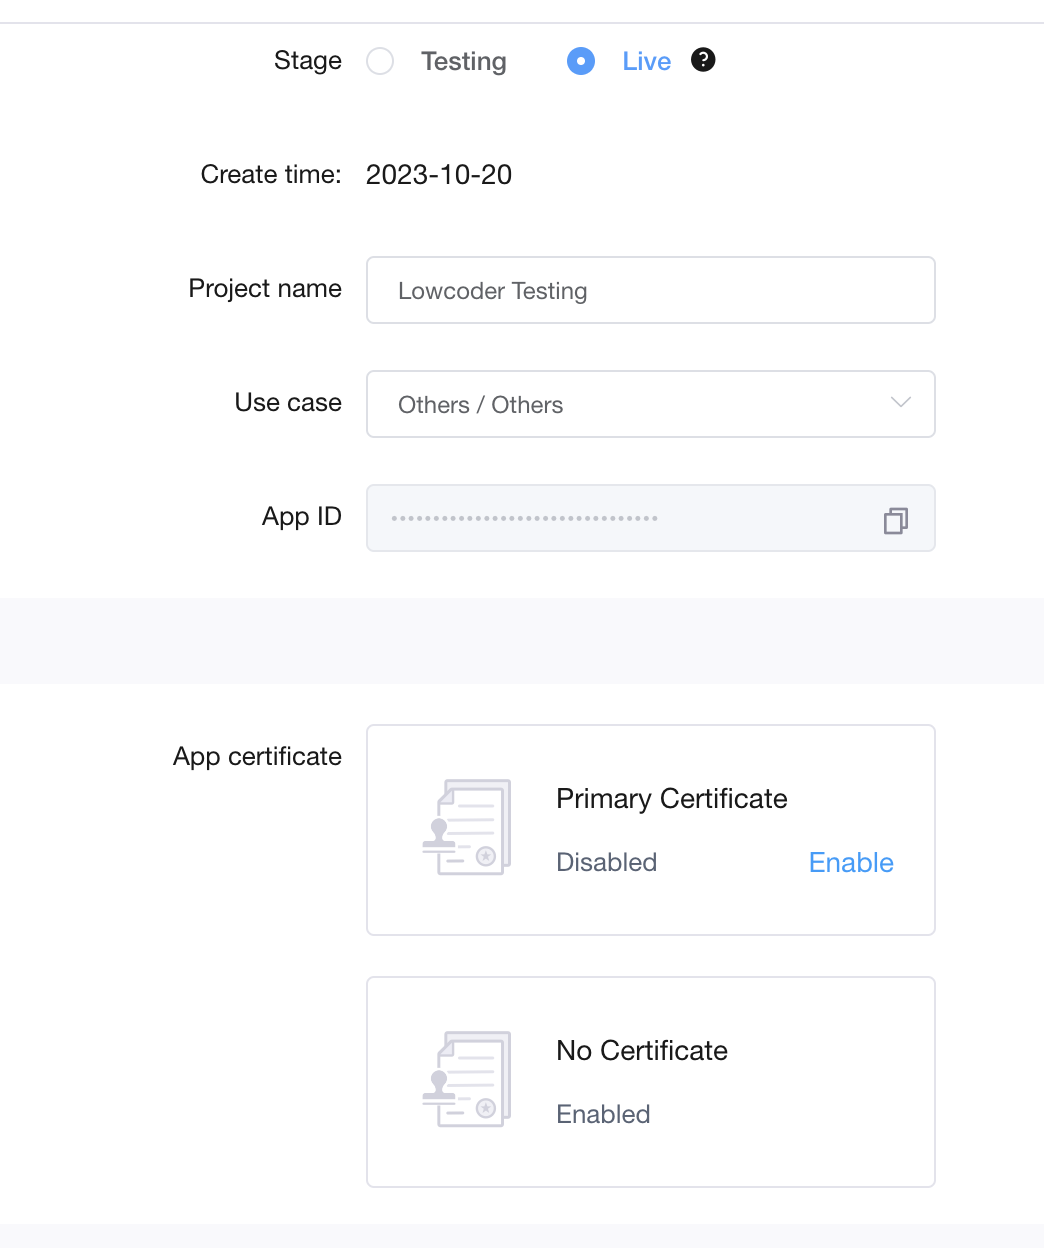 Stage Testing Live ?
Create time: 2023-10-20
Project name Lowcoder Testing
Use case Others / Others
App ID ································
App certificate Primary Certificate
Disabled Enable
No Certificate
Enabled